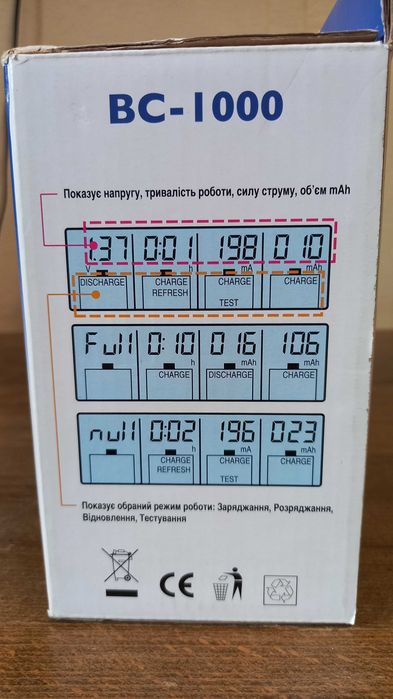 BC-1000
Показує напругу, тривалість роботи, силу струму, об'єм mAh
1.37 0:01 198 010
V h mA mAh
DISCHARGE CHARGE CHARGE CHARGE
REFRESH TEST
Full 0:10 016 106
h mAh mAh
CHARGE DISCHARGE CHARGE
null 0:02 196 023
h mA mAh
CHARGE CHARGE CHARGE
REFRESH TEST
Показує обраний режим роботи: Заряджання, Розряджання,
Відновлення, Тестування
CE